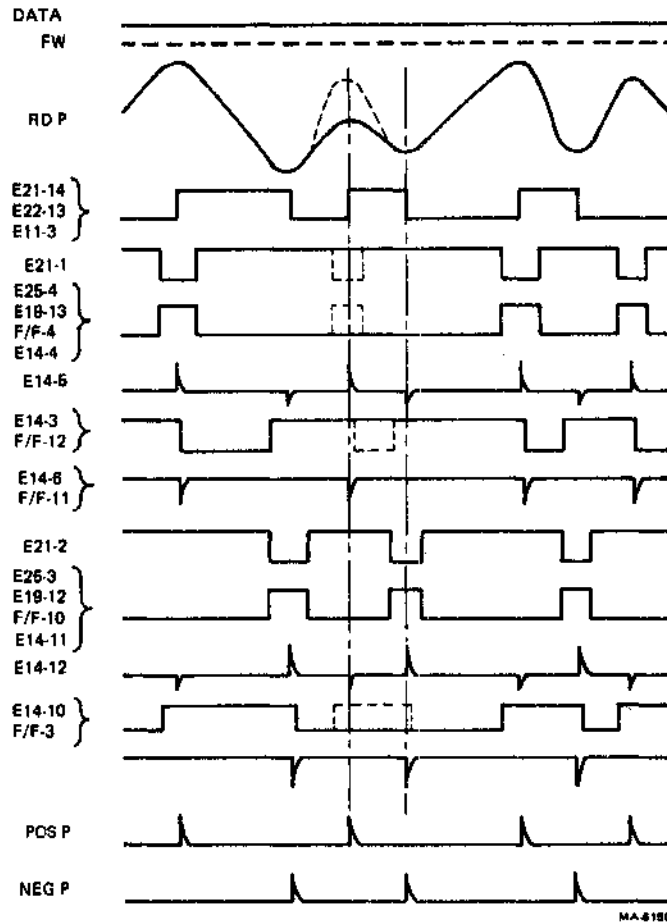 DATA
FW
RD P
E21-14
E22-13
E11-3
E21-1
E25-4
E18-13
F/F-4
E14-4
E14-5
E14-3
F/F-12
E14-6
F/F-11
E21-2
E25-3
E19-12
F/F-10
E14-11
E14-12
E14-10
F/F-3
POS P
NEG P